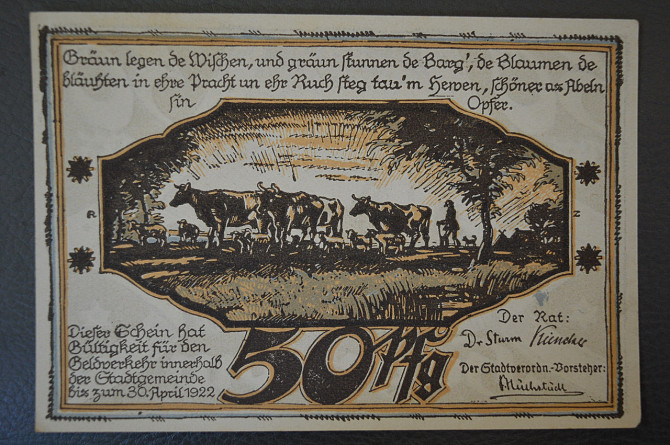 Gräun legen de Wischen, und gräun stunnen de Barg', de Blaumen de
bläuhten in ehre Pracht un ehr Ruch steg tau'm Hewen, schöner as Abeln
sin Opfer.
R Z
Dieser Schein hat
Gültigkeit für den
Geldverkehr innerhalb
der Stadtgemeinde
bis zum 30. April 1922
50 Pfg
Der Rat:
Dr Sturm
Der Stadtverordn.-Vorsteher: